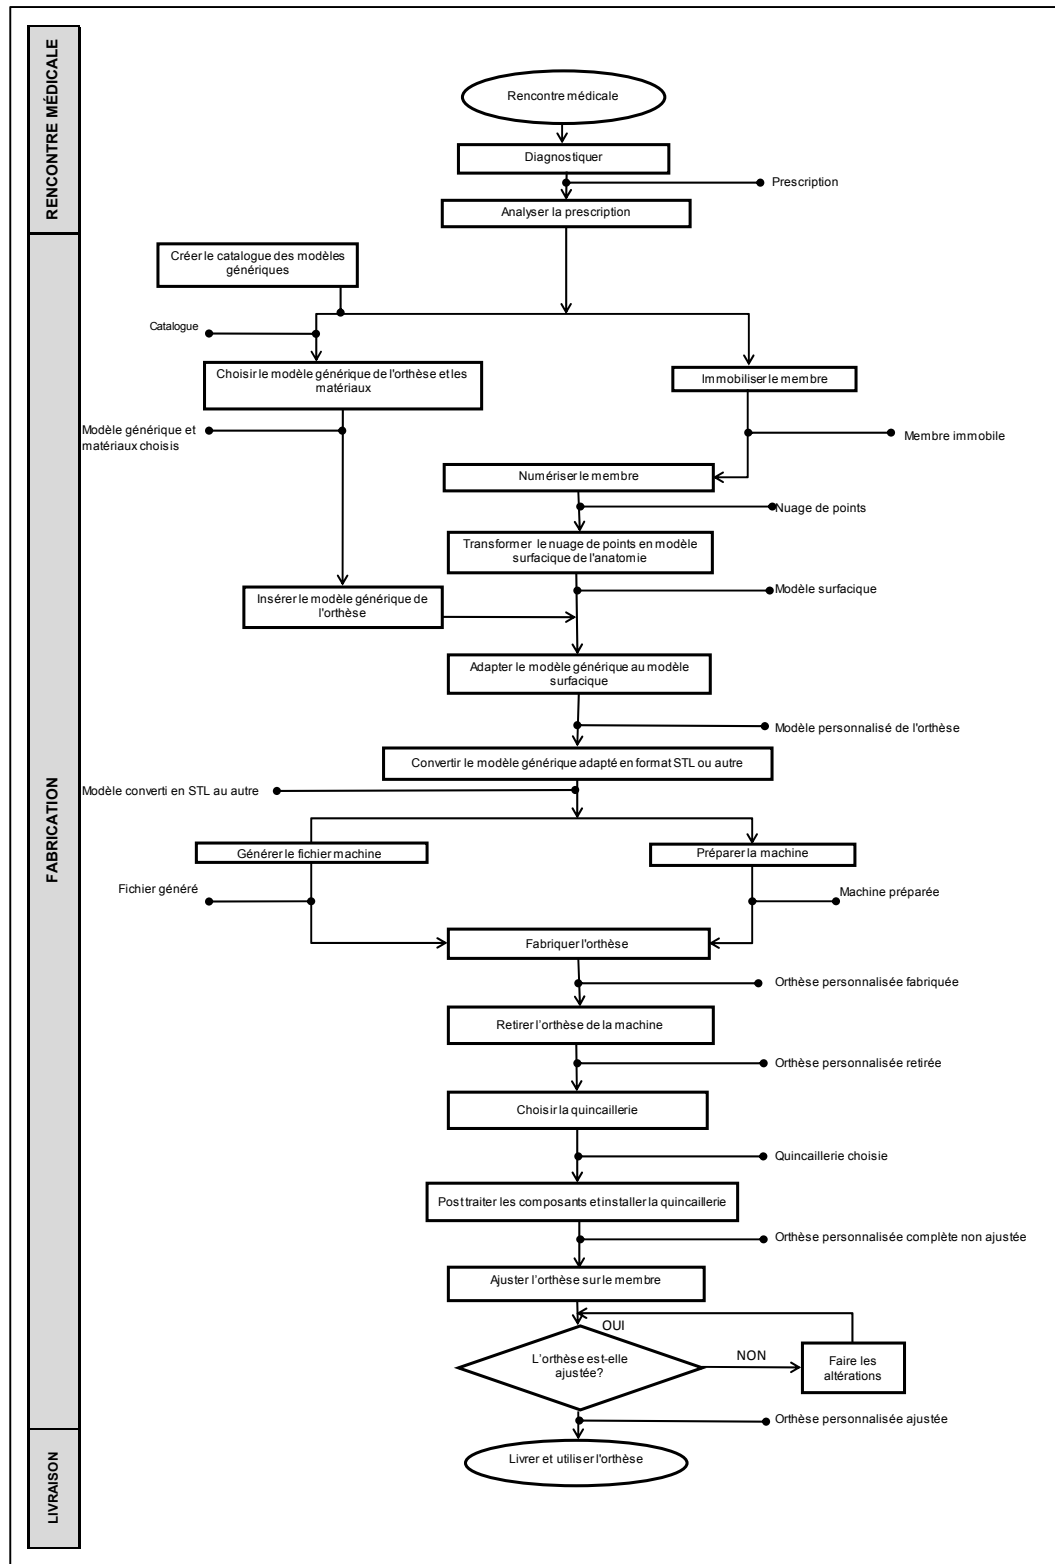 RENCONTRE MÉDICALE
Rencontre médicale
Diagnostiquer
Prescription
Analyser la prescription
FABRICATION
Créer le catalogue des modèles
génériques
Catalogue
Choisir le modèle générique de l'orthèse et les
matériaux
Immobiliser le membre
Modèle générique et
matériaux choisis
Membre immobile
Numériser le membre
Nuage de points
Transformer le nuage de points en modèle
surfacique de l'anatomie
Modèle surfacique
Insérer le modèle générique de
l'orthèse
Adapter le modèle générique au modèle
surfacique
Modèle personnalisé de l'orthèse
Convertir le modèle générique adapté en format STL ou autre
Modèle converti en STL au autre
Générer le fichier machine
Préparer la machine
Fichier généré
Machine préparée
Fabriquer l'orthèse
Orthèse personnalisée fabriquée
Retirer l'orthèse de la machine
Orthèse personnalisée retirée
Choisir la quincaillerie
Quincaillerie choisie
Post traiter les composants et installer la quincaillerie
Orthèse personnalisée complète non ajustée
Ajuster l'orthèse sur le membre
OUI
L'orthèse est-elle
ajustée?
NON
Faire les
altérations
Orthèse personnalisée ajustée
LIVRAISON
Livrer et utiliser l'orthèse